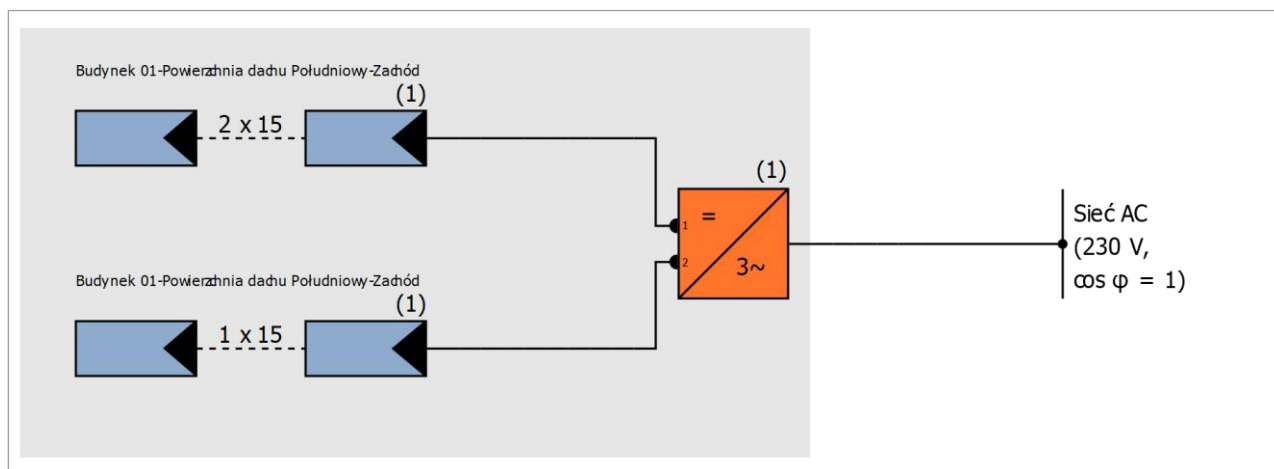 Budynek 01-Powierzchnia dachu Południowy-Zachód
(1)
2 x 15
(1)
=
1
2
3~
Sieć AC
(230 V,
cos φ = 1)
Budynek 01-Powierzchnia dachu Południowy-Zachód
(1)
1 x 15